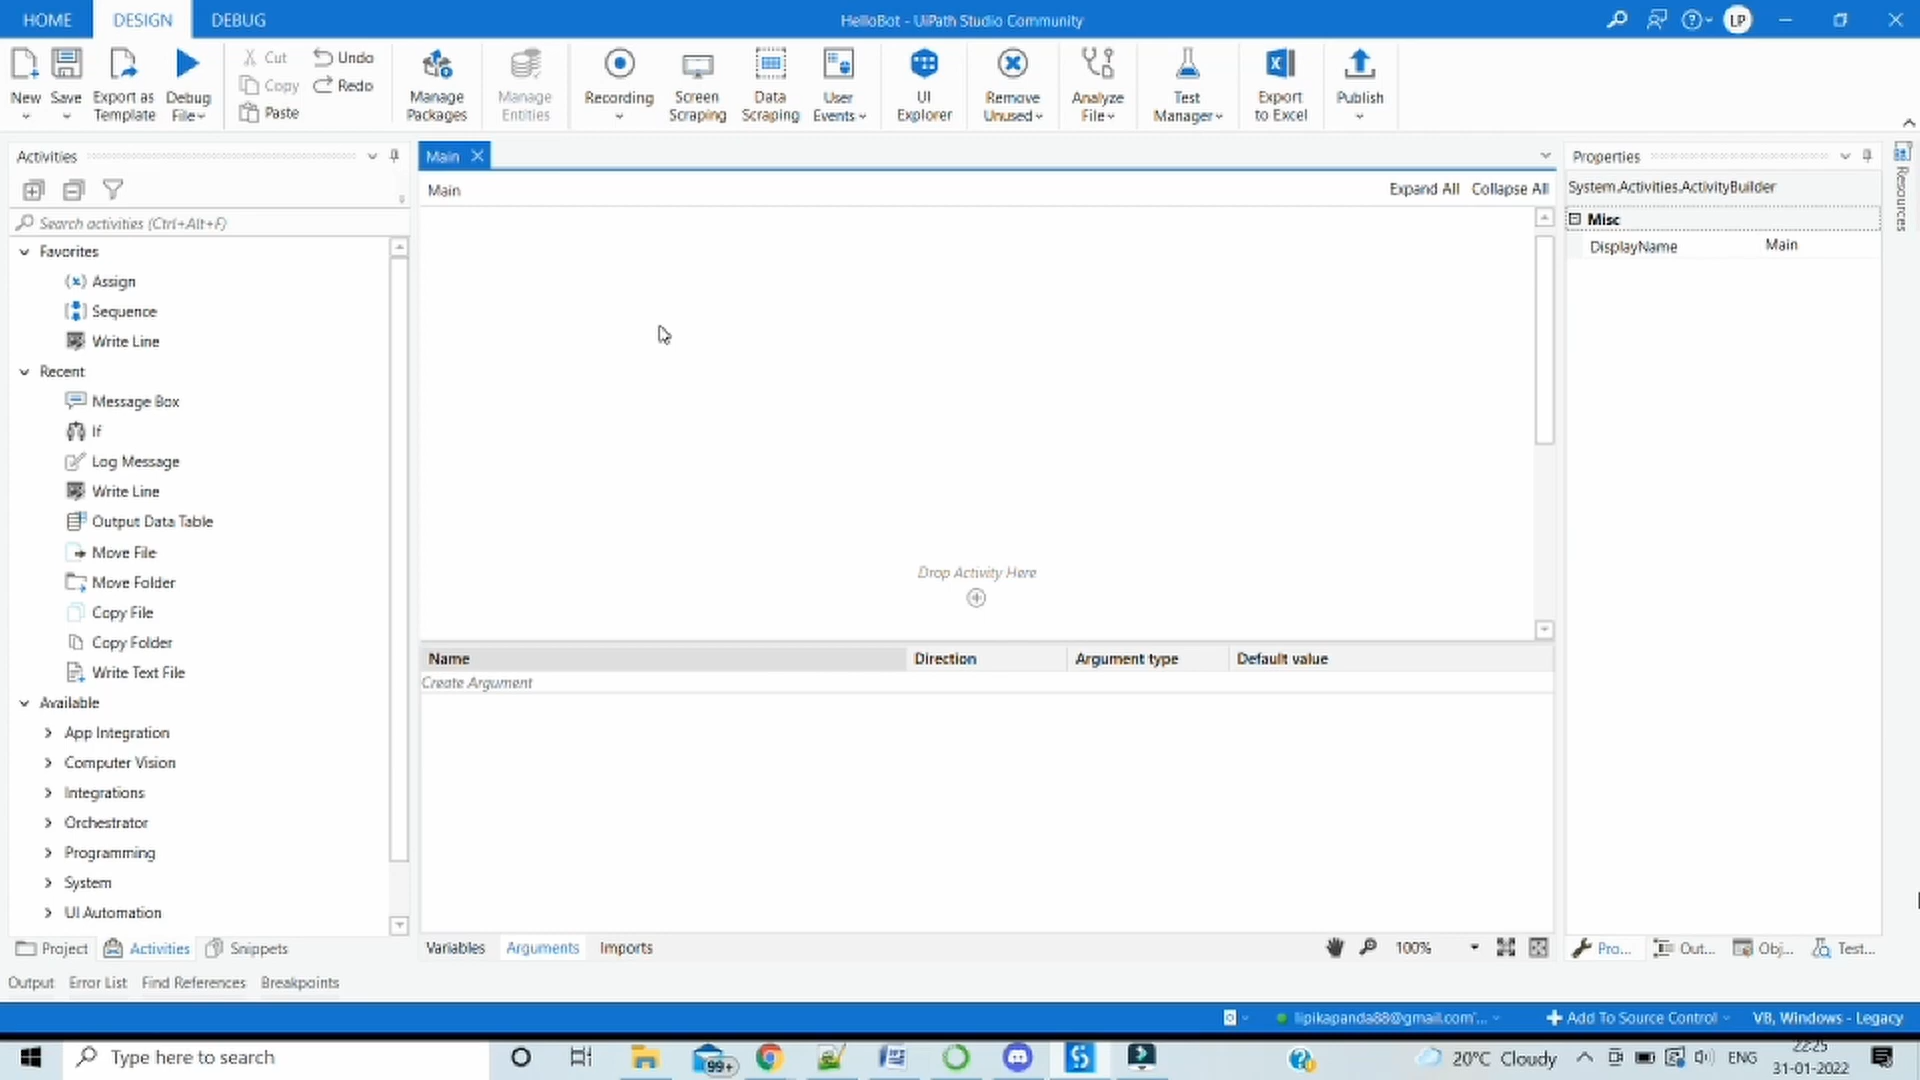 HOME DESIGN DEBUG HelloBot - UiPath Studio Community LP
New Save Export as Template Debug File Cut Copy Paste Undo Redo Manage Packages Manage Entities Recording Screen Scraping Data Scraping User Events UI Explorer Remove Unused Analyze File Test Manager Export to Excel Publish
Activities
Search activities (Ctrl+Alt+F)
Favorites
Assign
Sequence
Write Line
Recent
Message Box
If
Log Message
Write Line
Output Data Table
Move File
Move Folder
Copy File
Copy Folder
Write Text File
Available
App Integration
Computer Vision
Integrations
Orchestrator
Programming
System
UI Automation
Project Activities Snippets
Main
Main Expand All Collapse All
Drop Activity Here
Name Direction Argument type Default value
Create Argument
Variables Arguments Imports 100%
Properties
System.Activities.ActivityBuilder
Misc
DisplayName Main
Pro... Out... Obj... Test...
Resources
Output Error List Find References Breakpoints
lipikapanda88@gmail.com'... Add To Source Control VB, Windows - Legacy
Type here to search 99+ 20°C Cloudy ENG 22:25
31-01-2022